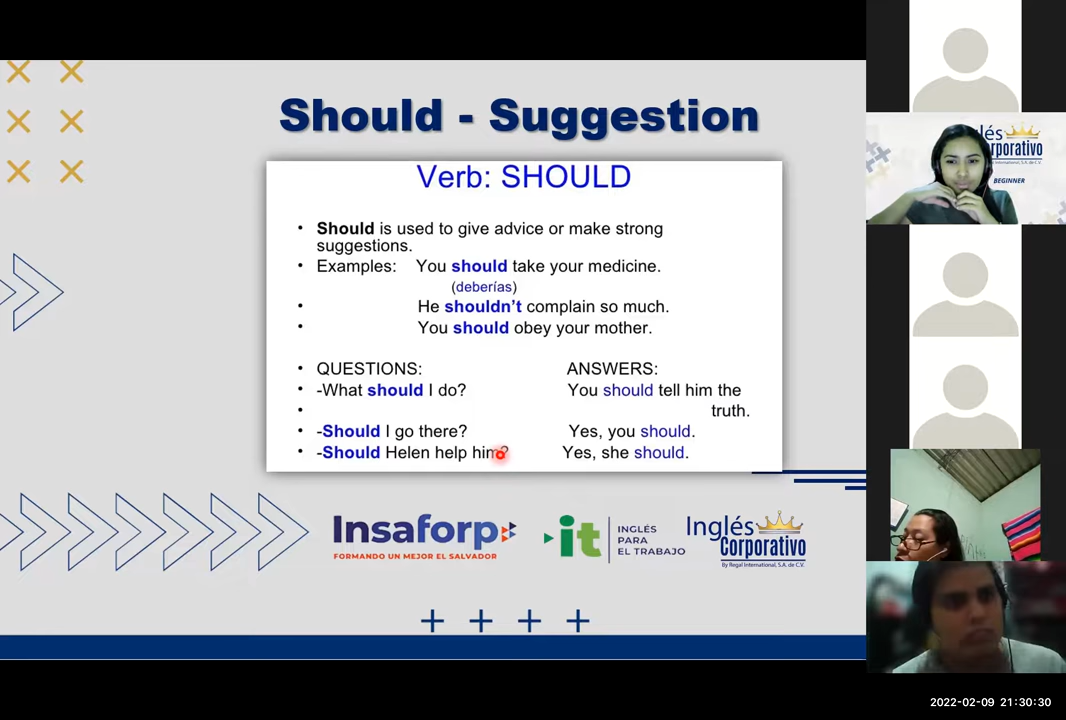 Should - Suggestion
Verb: SHOULD
• Should is used to give advice or make strong
suggestions.
• Examples: You should take your medicine.
(deberías)
• He shouldn't complain so much.
• You should obey your mother.
• QUESTIONS: ANSWERS:
• -What should I do? You should tell him the
• truth.
• -Should I go there? Yes, you should.
• -Should Helen help him? Yes, she should.
Insaforp
FORMANDO UN MEJOR EL SALVADOR
it
INGLÉS
PARA
EL TRABAJO
Inglés
Corporativo
By Regal International, S.A. de C.V.
glés
rporativo
BEGINNER
2022-02-09 21:30:30